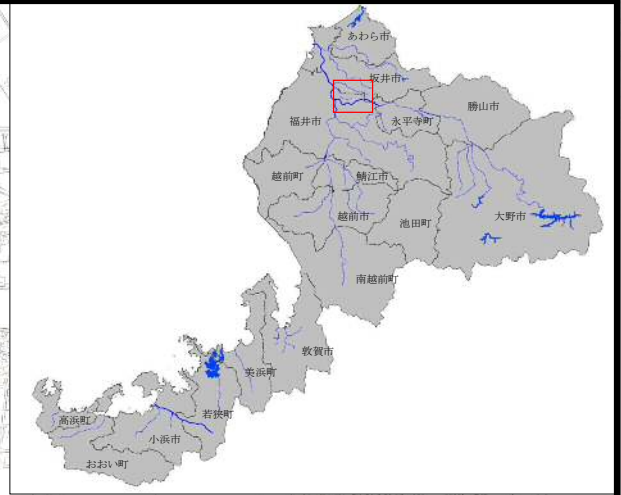 あわら市
坂井市
勝山市
福井市
永平寺町
越前町
鯖江市
越前市
池田町
大野市
南越前町
敦賀市
美浜町
若狭町
高浜町
小浜市
おおい町